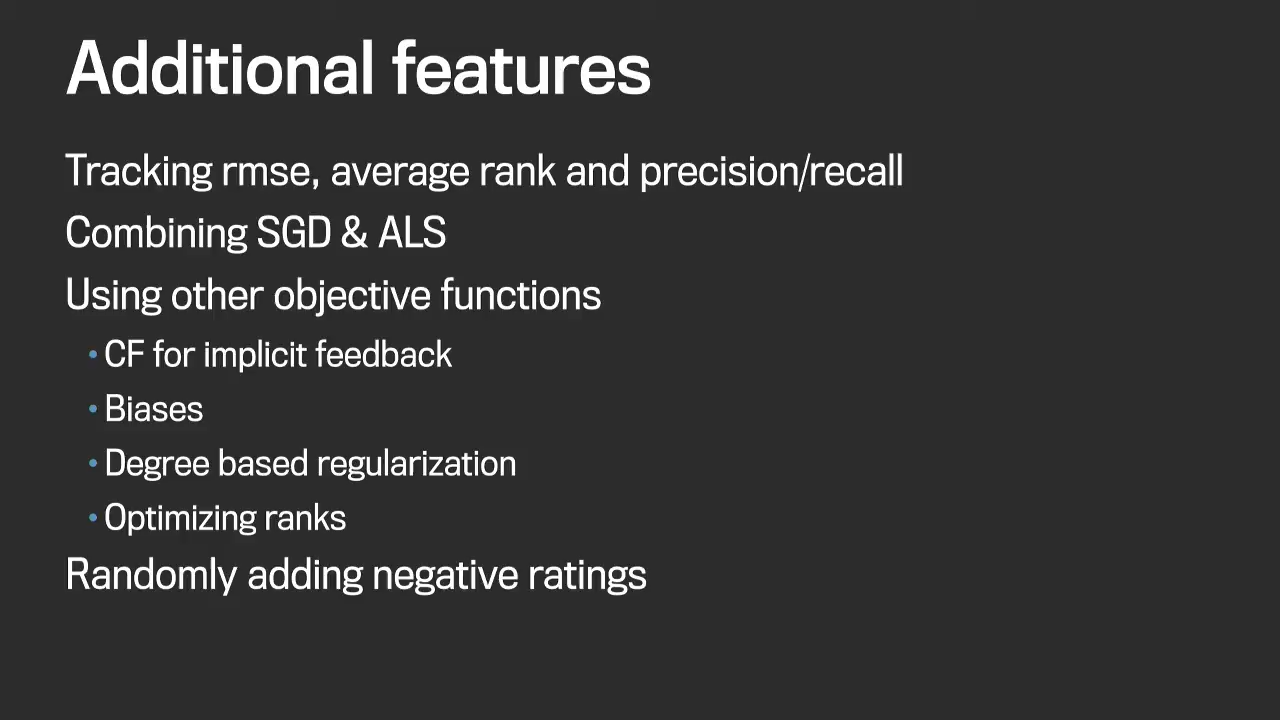 Additional features
Tracking rmse, average rank and precision/recall
Combining SGD & ALS
Using other objective functions
• CF for implicit feedback
• Biases
• Degree based regularization
• Optimizing ranks
Randomly adding negative ratings